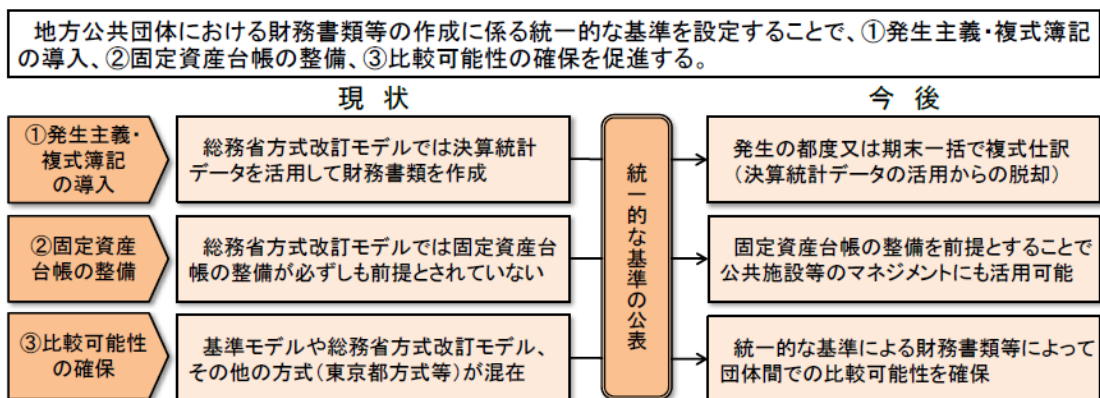 地方公共団体における財務書類等の作成に係る統一的な基準を設定することで、①発生主義・複式簿記
の導入、②固定資産台帳の整備、③比較可能性の確保を促進する。
現 状
今 後
①発生主義・
複式簿記
の導入
総務省方式改訂モデルでは決算統計
データを活用して財務書類を作成
統一的な基準の公表
発生の都度又は期末一括で複式仕訳
(決算統計データの活用からの脱却)
②固定資産
台帳の整備
総務省方式改訂モデルでは固定資産台
帳の整備が必ずしも前提とされていない
固定資産台帳の整備を前提とすることで
公共施設等のマネジメントにも活用可能
③比較可能性
の確保
基準モデルや総務省方式改訂モデル、
その他の方式(東京都方式等)が混在
統一的な基準による財務書類等によって
団体間での比較可能性を確保